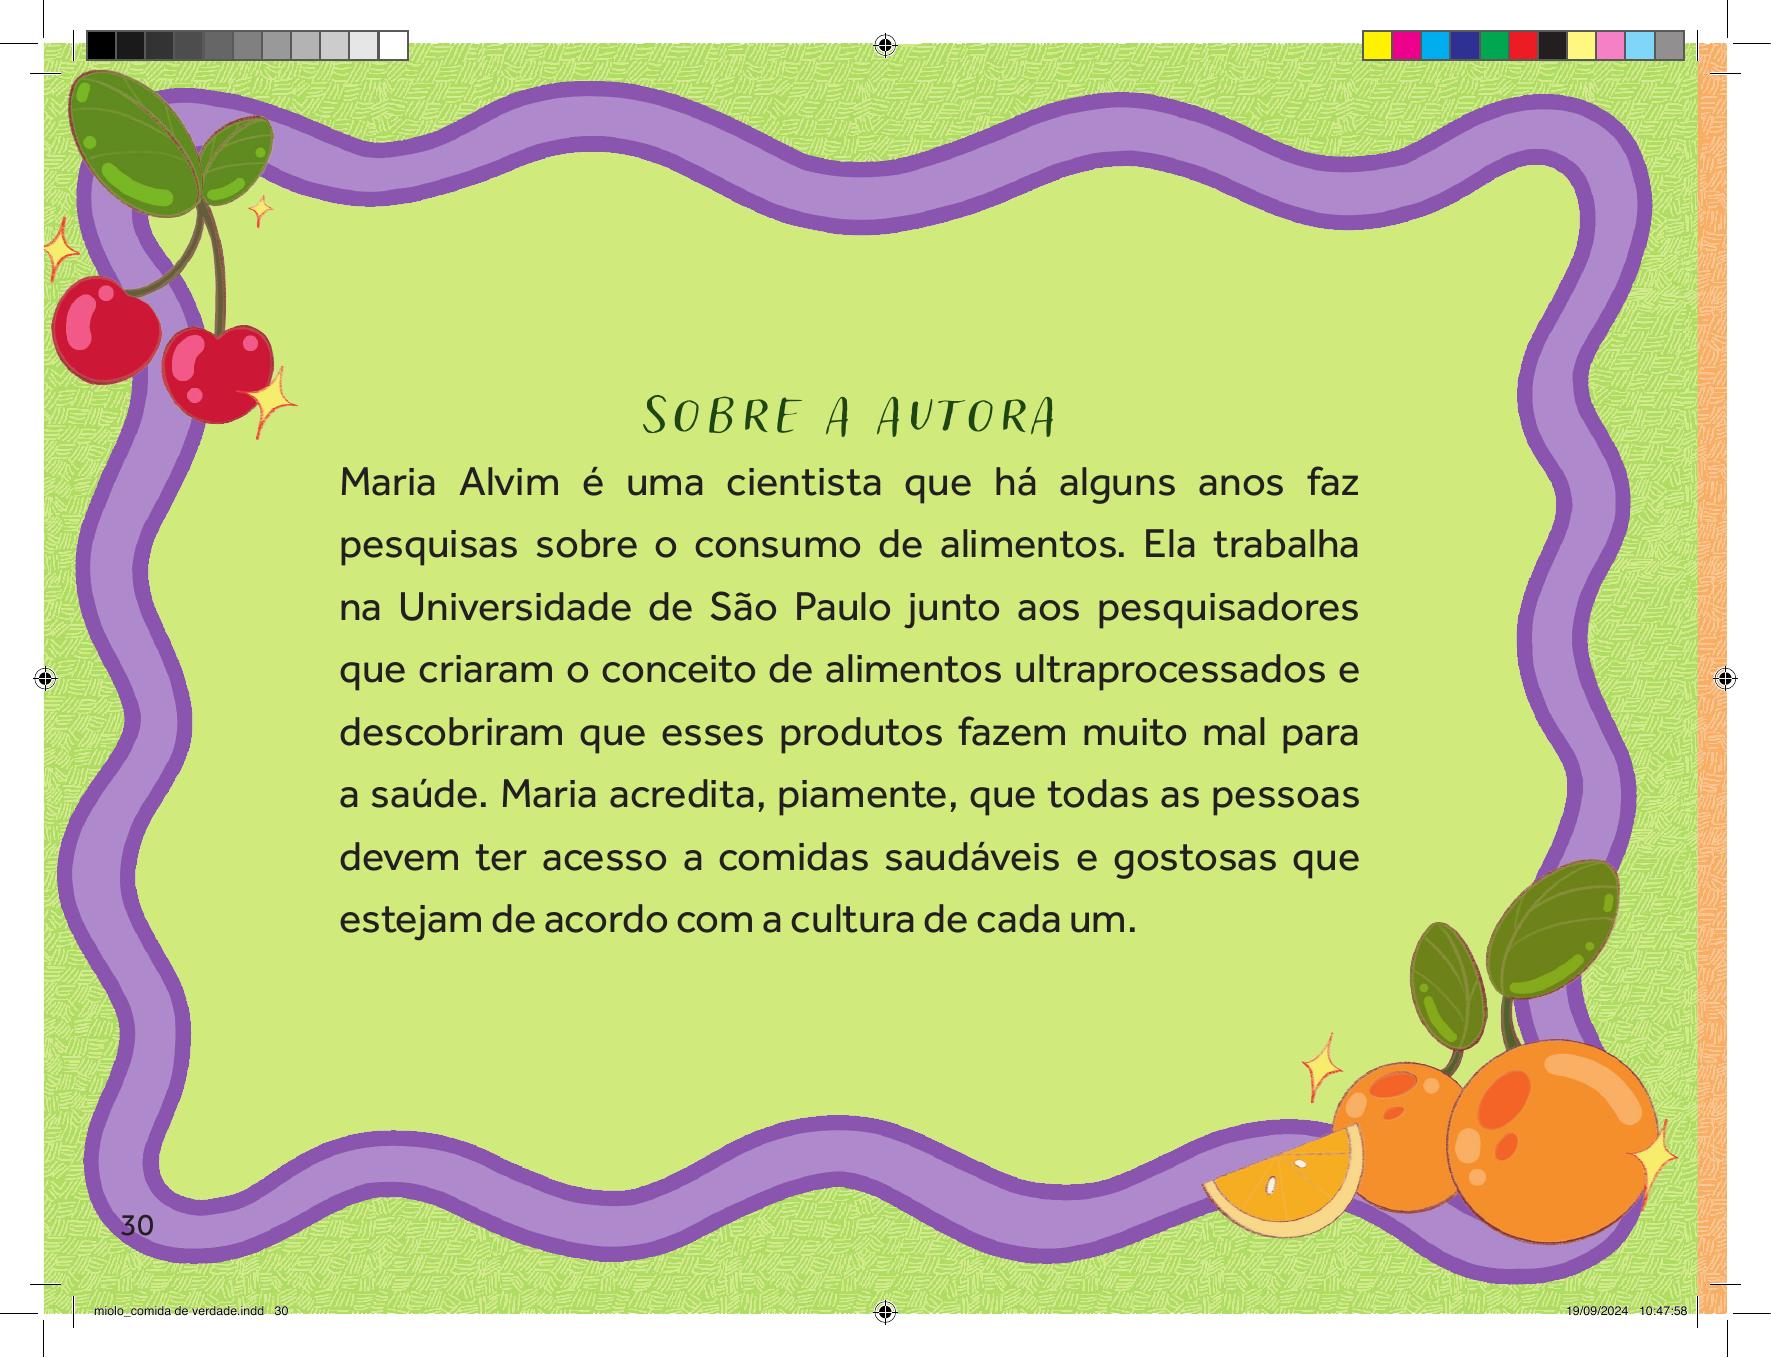 SOBRE A AUTORA
Maria Alvim é uma cientista que há alguns anos faz
pesquisas sobre o consumo de alimentos. Ela trabalha
na Universidade de São Paulo junto aos pesquisadores
que criaram o conceito de alimentos ultraprocessados e
descobriram que esses produtos fazem muito mal para
a saúde. Maria acredita, piamente, que todas as pessoas
devem ter acesso a comidas saudáveis e gostosas que
estejam de acordo com a cultura de cada um.
30
miolo_comida de verdade.indd 30
19/09/2024 10:47:58